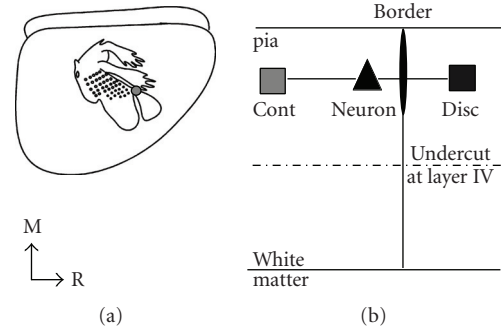 M
R
(a)
Border
pia
Cont
Neuron
Disc
Undercut
at layer IV
White
matter
(b)